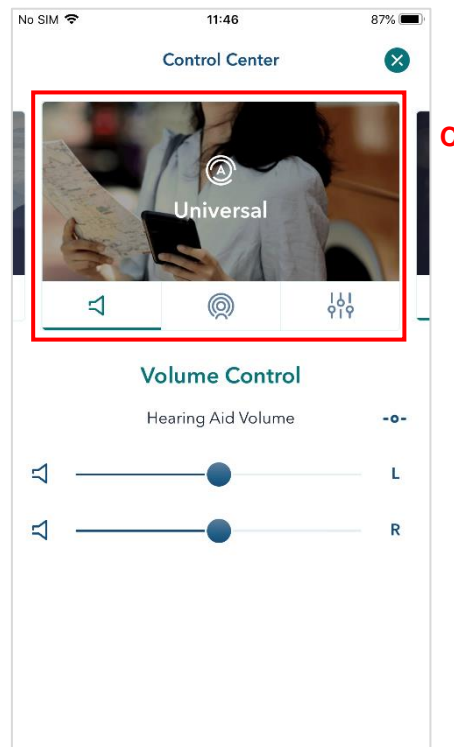 No SIM 11:46 87%
Control Center
A
Universal
Volume Control
Hearing Aid Volume
L
R